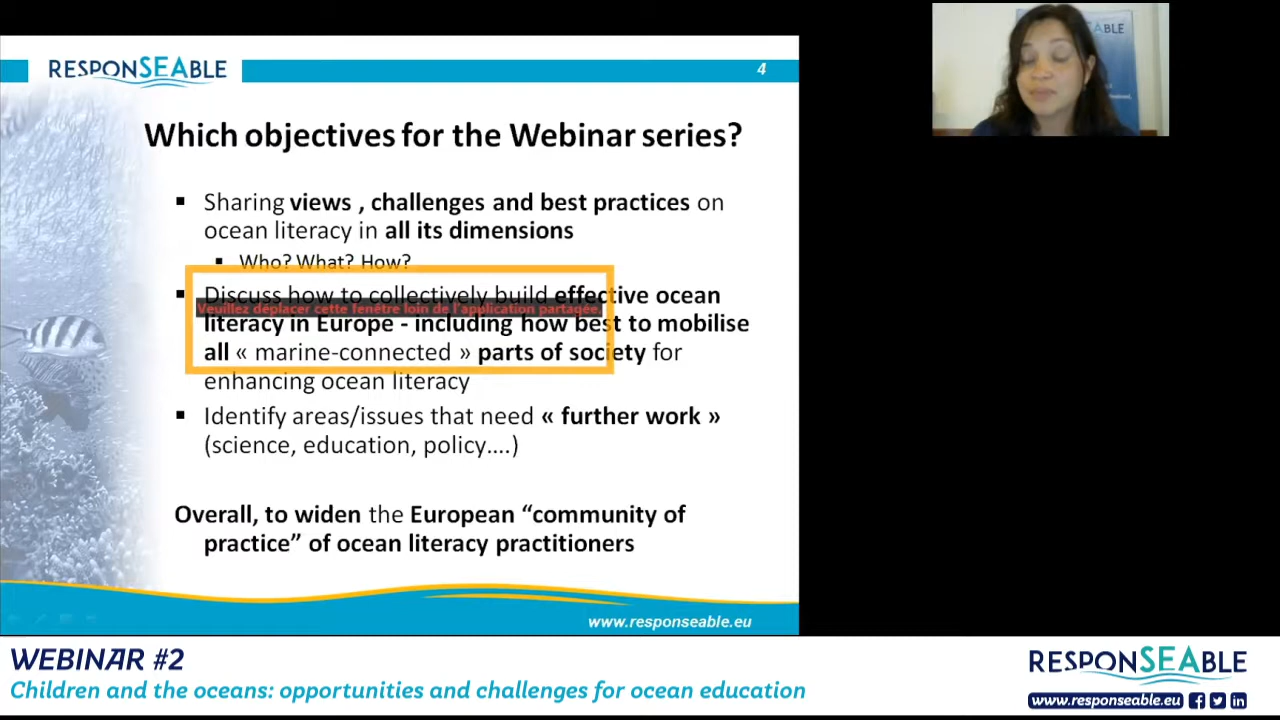 RESPONSEABLE
4
Which objectives for the Webinar series?
▪ Sharing views , challenges and best practices on
ocean literacy in all its dimensions
▪ Who? What? How?
▪ Discuss how to collectively build effective ocean
Veuillez déplacer cette fenêtre loin de l'application partagée.
literacy in Europe - including how best to mobilise
all « marine-connected » parts of society for
enhancing ocean literacy
▪ Identify areas/issues that need « further work »
(science, education, policy….)
Overall, to widen the European “community of
practice” of ocean literacy practitioners
www.responseable.eu
ABLE
WEBINAR #2
Children and the oceans: opportunities and challenges for ocean education
RESPONSEABLE
www.responseable.eu